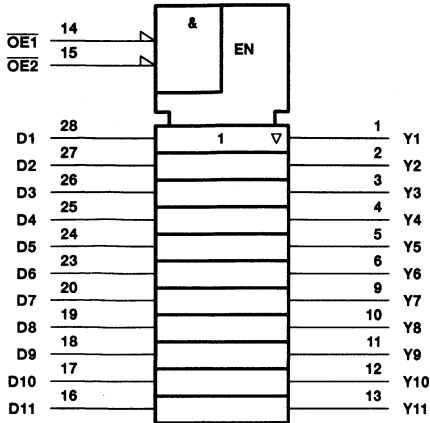 &
EN
O̅E̅1̅ 14
O̅E̅2̅ 15
D1 28 1 ▽ 1 Y1
D2 27 2 Y2
D3 26 3 Y3
D4 25 4 Y4
D5 24 5 Y5
D6 23 6 Y6
D7 20 9 Y7
D8 19 10 Y8
D9 18 11 Y9
D10 17 12 Y10
D11 16 13 Y11